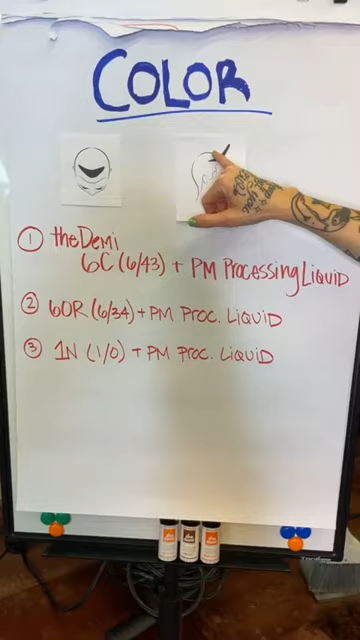 COLOR
① theDemi
6C (6/43) + PM Processing Liquid
② 6OR (6/34) + PM PROC. LIQUID
③ 1N (1/0) + PM PROC. LIQUID